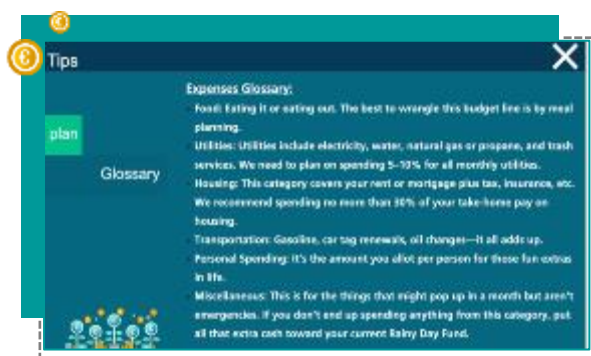 Tips
plan
Glossary
Expenses Glossary:
Food: Eating it or eating out. The best to wrangle this budget line is by meal
planning.
Utilities: Utilities include electricity, water, natural gas or propane, and trash
services. We need to plan on spending 5-10% for all monthly utilities.
Housing: This category covers your rent or mortgage plus tax, insurance, etc.
We recommend spending no more than 30% of your take-home pay on
housing.
Transportation: Gasoline, car tag renewals, oil changes—it all adds up.
Personal Spending: It's the amount you allot per person for those fun extras
in life.
Miscellaneous: This is for the things that might pop up in a month but aren't
emergencies. If you don't end up spending anything from this category, put
all that extra cash toward your current Rainy Day Fund.